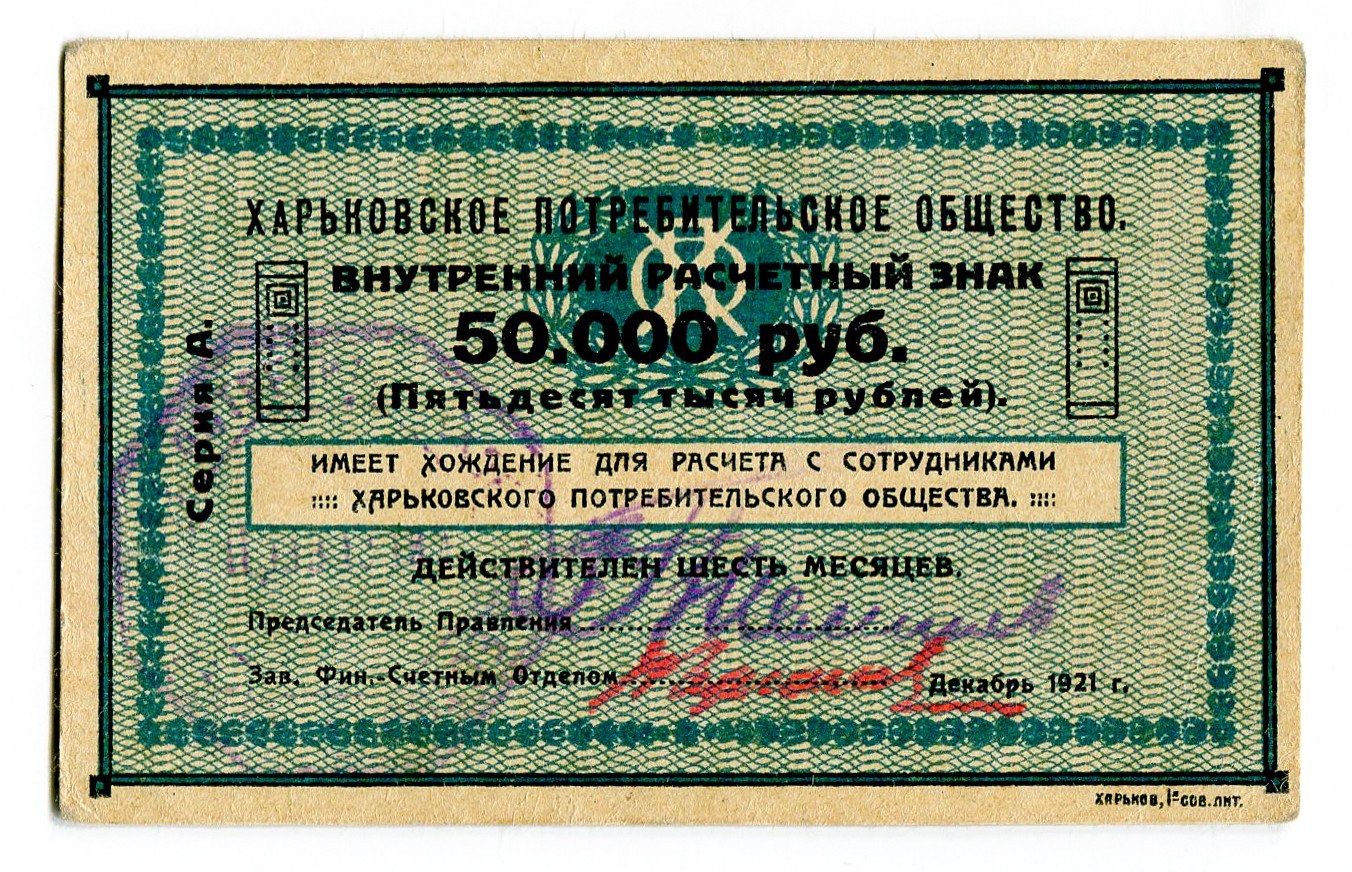 ХАРЬКОВСКОЕ ПОТРЕБИТЕЛЬСКОЕ ОБЩЕСТВО.
ВНУТРЕННИЙ РАСЧЕТНЫЙ ЗНАК
50.000 руб.
(Пятьдесят тысяч рублей).
Серия А.
ИМЕЕТ ХОЖДЕНИЕ ДЛЯ РАСЧЕТА С СОТРУДНИКАМИ
:::: ХАРЬКОВСКОГО ПОТРЕБИТЕЛЬСКОГО ОБЩЕСТВА. ::::
ДЕЙСТВИТЕЛЕН ШЕСТЬ МЕСЯЦЕВ.
Председатель Правления
Зав. Фин.-Счетным Отделом
Декабрь 1921 г.
ХАРЬКОВ, 1-я СОВ. ЛИТ.